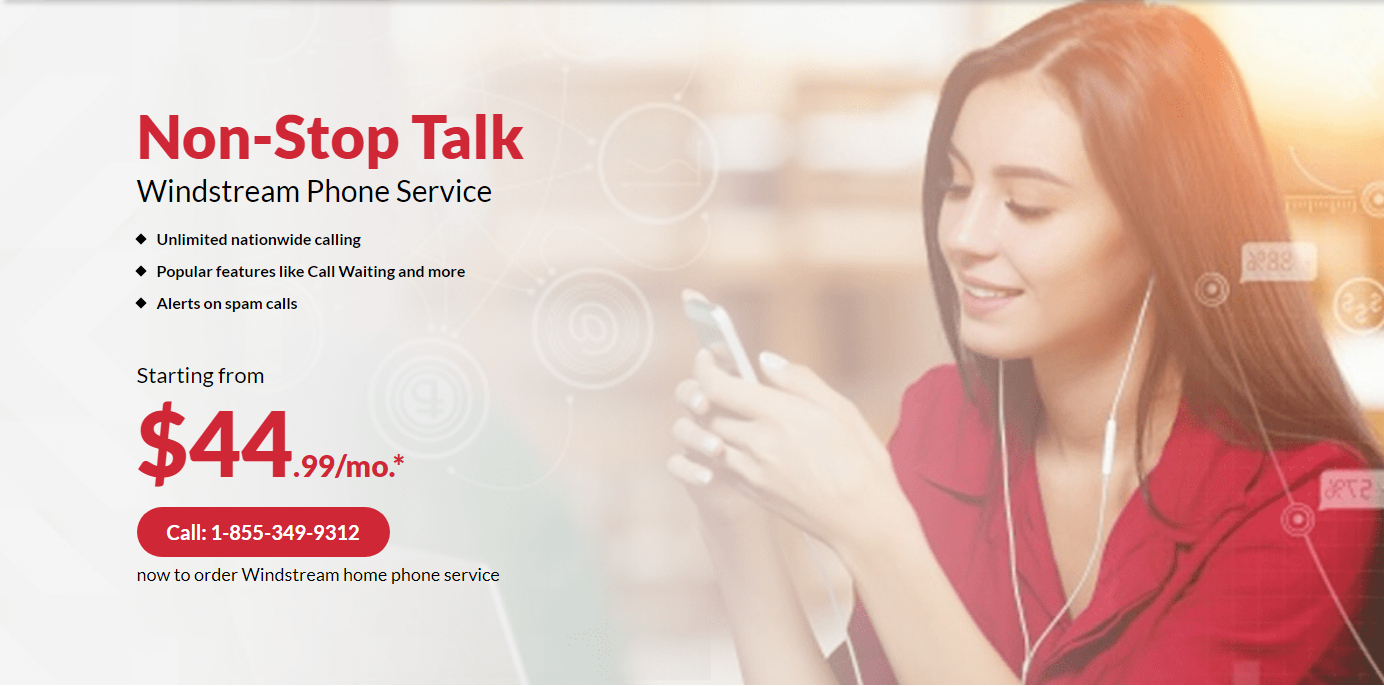 Non-Stop Talk
Windstream Phone Service
◆ Unlimited nationwide calling
◆ Popular features like Call Waiting and more
◆ Alerts on spam calls
Starting from
$44.99/mo.*
Call: 1-855-349-9312
now to order Windstream home phone service